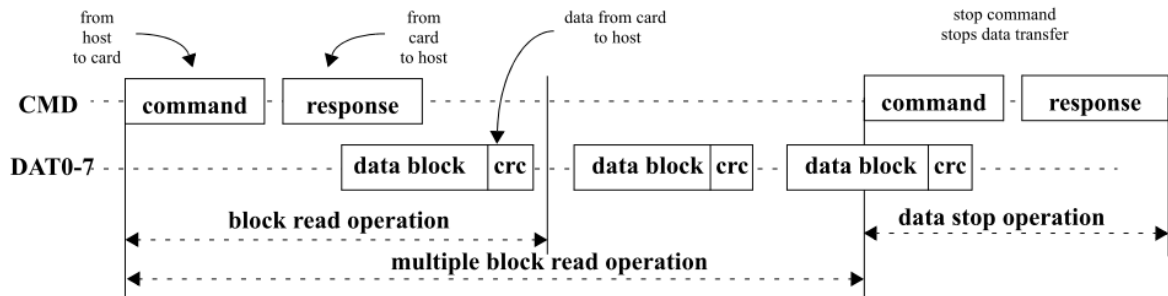 from
host
to card
from
card
to host
data from card
to host
stop command
stops data transfer
CMD command response command response
DAT0-7 data block crc data block crc data block crc
block read operation data stop operation
multiple block read operation